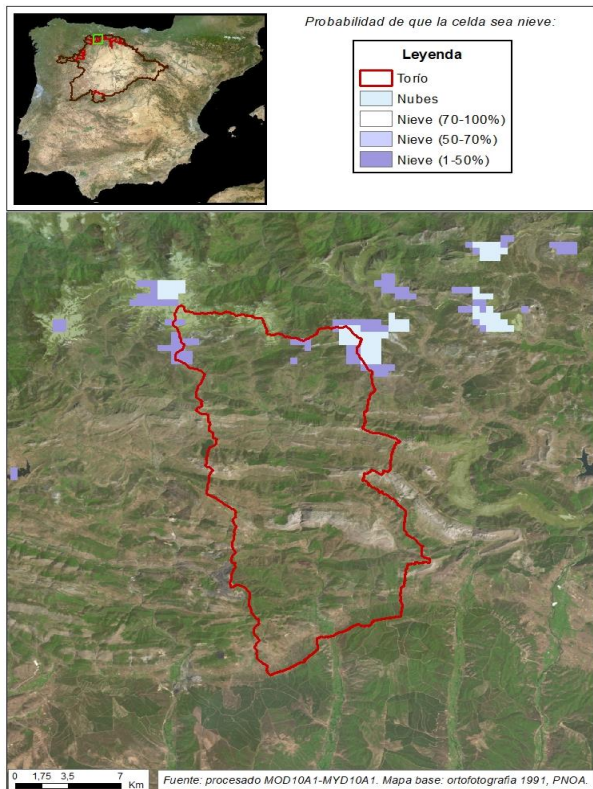 Probabilidad de que la celda sea nieve:
Leyenda
Torío
Nubes
Nieve (70-100%)
Nieve (50-70%)
Nieve (1-50%)
0 1,75 3,5 7
Km
Fuente: procesado MOD10A1-MYD10A1. Mapa base: ortofotografia 1991, PNOA.